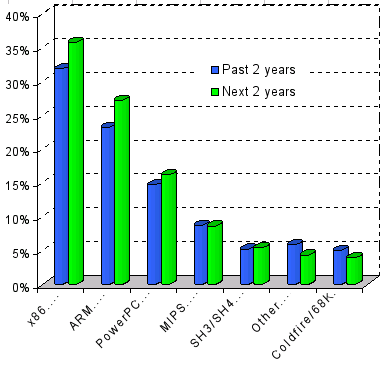 40%
35%
30%
25%
20%
15%
10%
5%
0%
Past 2 years
Next 2 years
x86....
ARM....
PowerPC...
MIPS....
SH3/SH4...
Other...
Coldfire/68K.